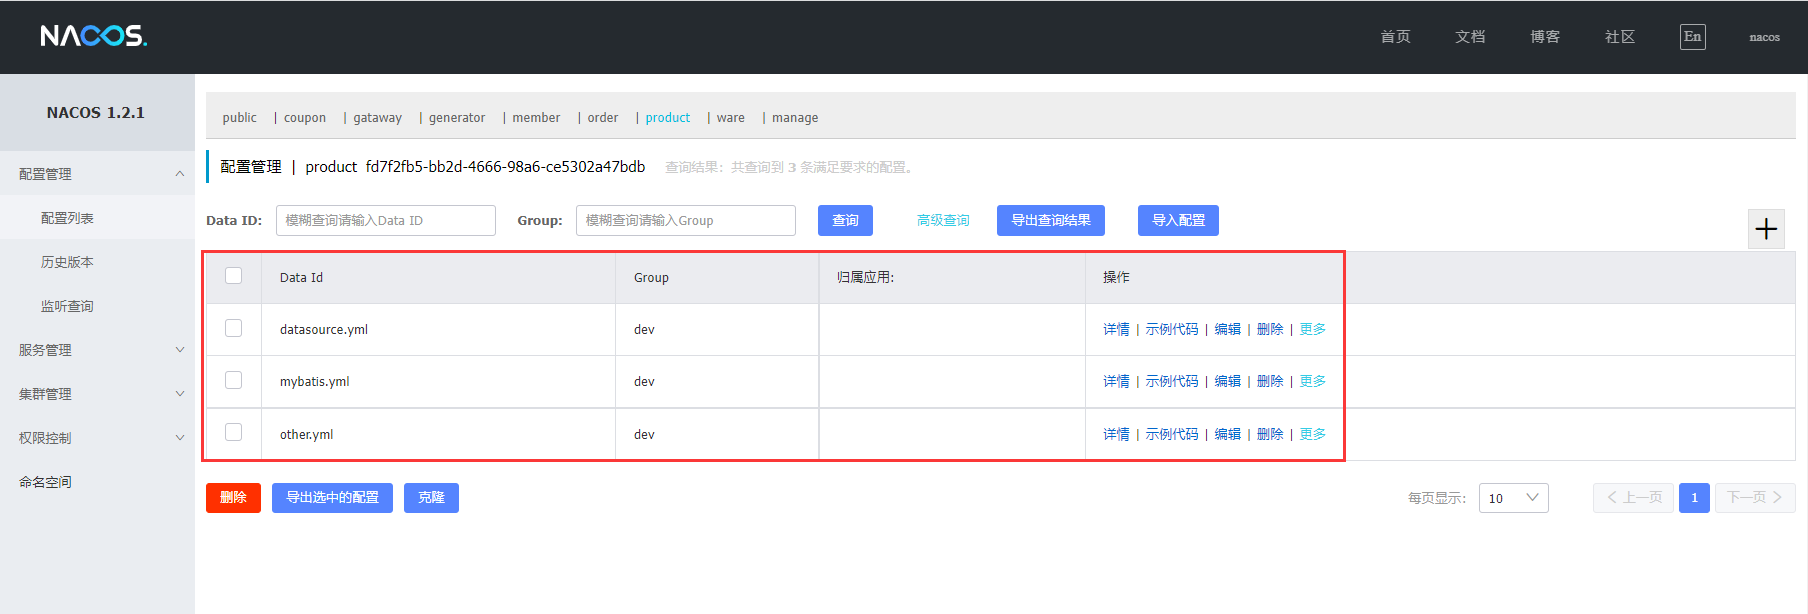 NACOS.
首页 文档 博客 社区 En nacos
NACOS 1.2.1
配置管理
配置列表
历史版本
监听查询
服务管理
集群管理
权限控制
命名空间
public | coupon | gataway | generator | member | order | product | ware | manage
配置管理 | product fd7f2fb5-bb2d-4666-98a6-ce5302a47bdb 查询结果：共查询到 3 条满足要求的配置。
Data ID: 模糊查询请输入Data ID Group: 模糊查询请输入Group 查询 高级查询 导出查询结果 导入配置 +
Data Id Group 归属应用: 操作
datasource.yml dev 详情 | 示例代码 | 编辑 | 删除 | 更多
mybatis.yml dev 详情 | 示例代码 | 编辑 | 删除 | 更多
other.yml dev 详情 | 示例代码 | 编辑 | 删除 | 更多
删除 导出选中的配置 克隆 每页显示: 10 上一页 1 下一页